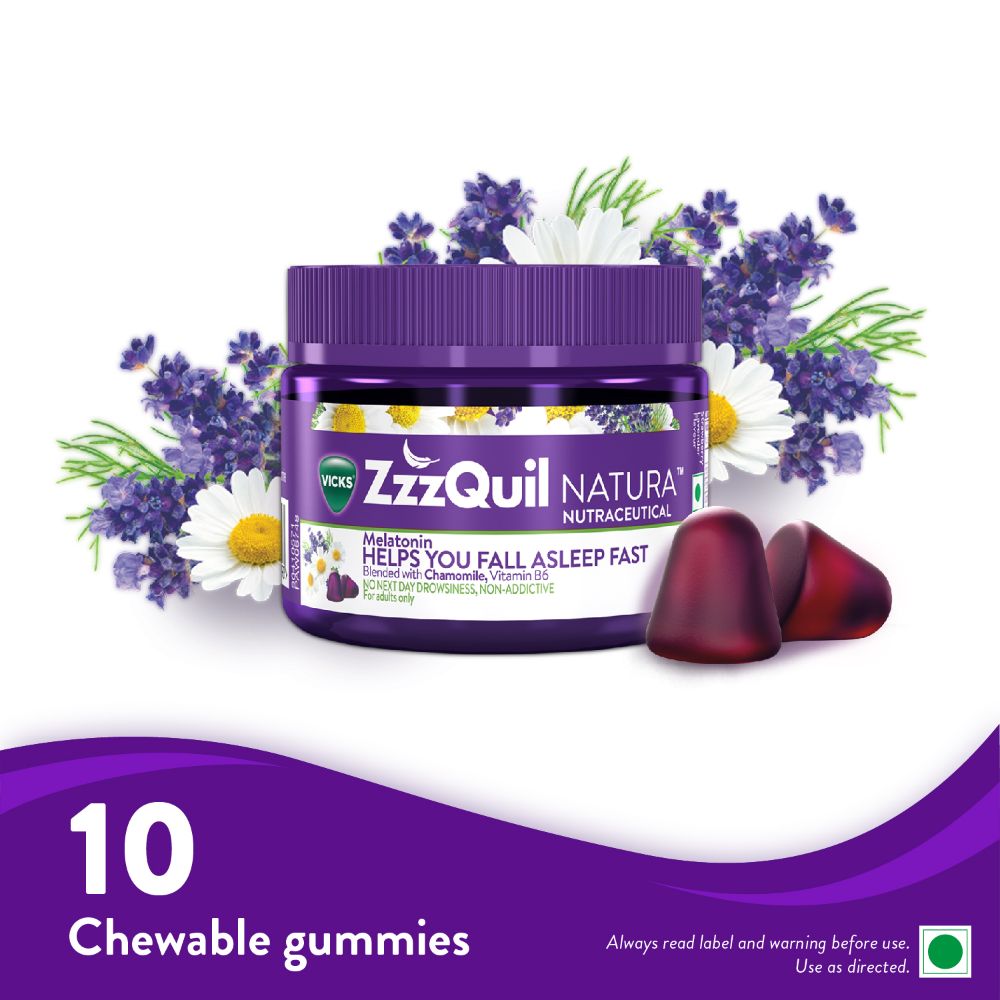 VICKS
ZzzQuil NATURA™
NUTRACEUTICAL
Melatonin
HELPS YOU FALL ASLEEP FAST
Blended with Chamomile, Vitamin B6
NO NEXT DAY DROWSINESS, NON-ADDICTIVE
For adults only
10
Chewable gummies
Always read label and warning before use.
Use as directed.